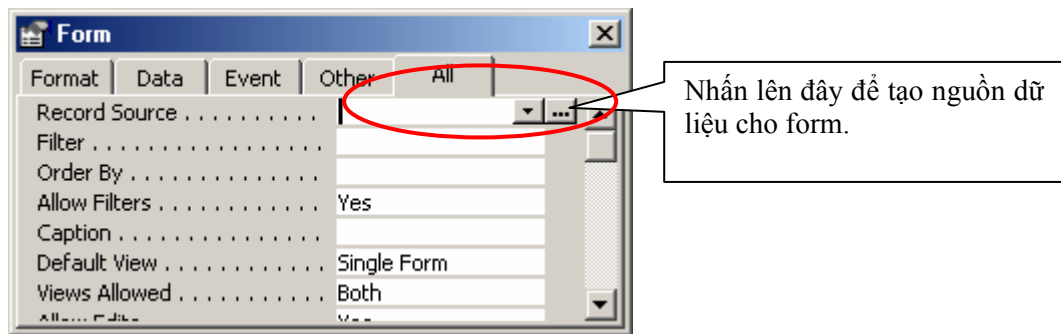 Form
Format Data Event Other All
Record Source . . . . . . . . . .
Filter . . . . . . . . . . . . . . . . . .
Order By . . . . . . . . . . . . . . .
Allow Filters . . . . . . . . . . . . Yes
Caption . . . . . . . . . . . . . . . .
Default View . . . . . . . . . . . . Single Form
Views Allowed . . . . . . . . . . . Both
Nhấn lên đây để tạo nguồn dữ
liệu cho form.